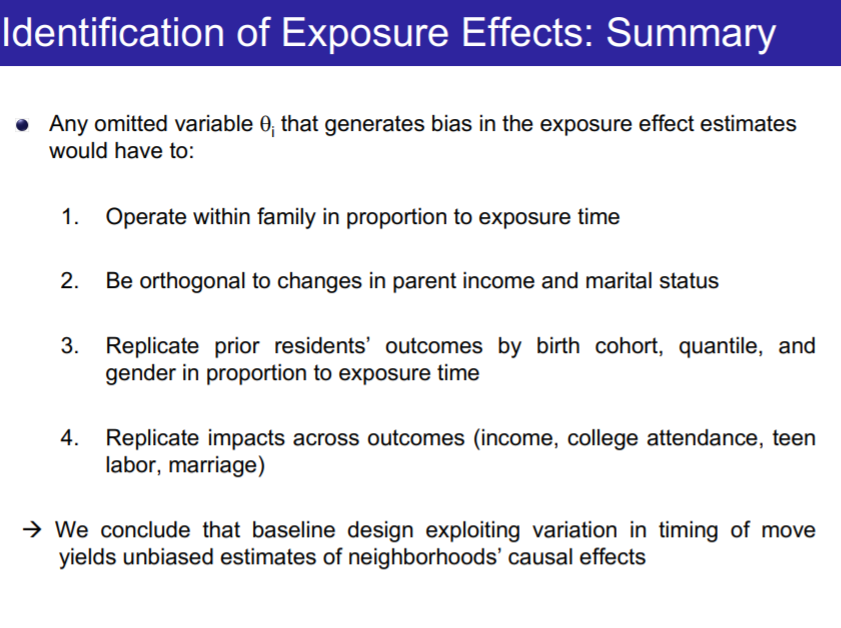 Identification of Exposure Effects: Summary
Any omitted variable θi that generates bias in the exposure effect estimates
would have to:
1. Operate within family in proportion to exposure time
2. Be orthogonal to changes in parent income and marital status
3. Replicate prior residents’ outcomes by birth cohort, quantile, and
gender in proportion to exposure time
4. Replicate impacts across outcomes (income, college attendance, teen
labor, marriage)
→ We conclude that baseline design exploiting variation in timing of move
yields unbiased estimates of neighborhoods’ causal effects